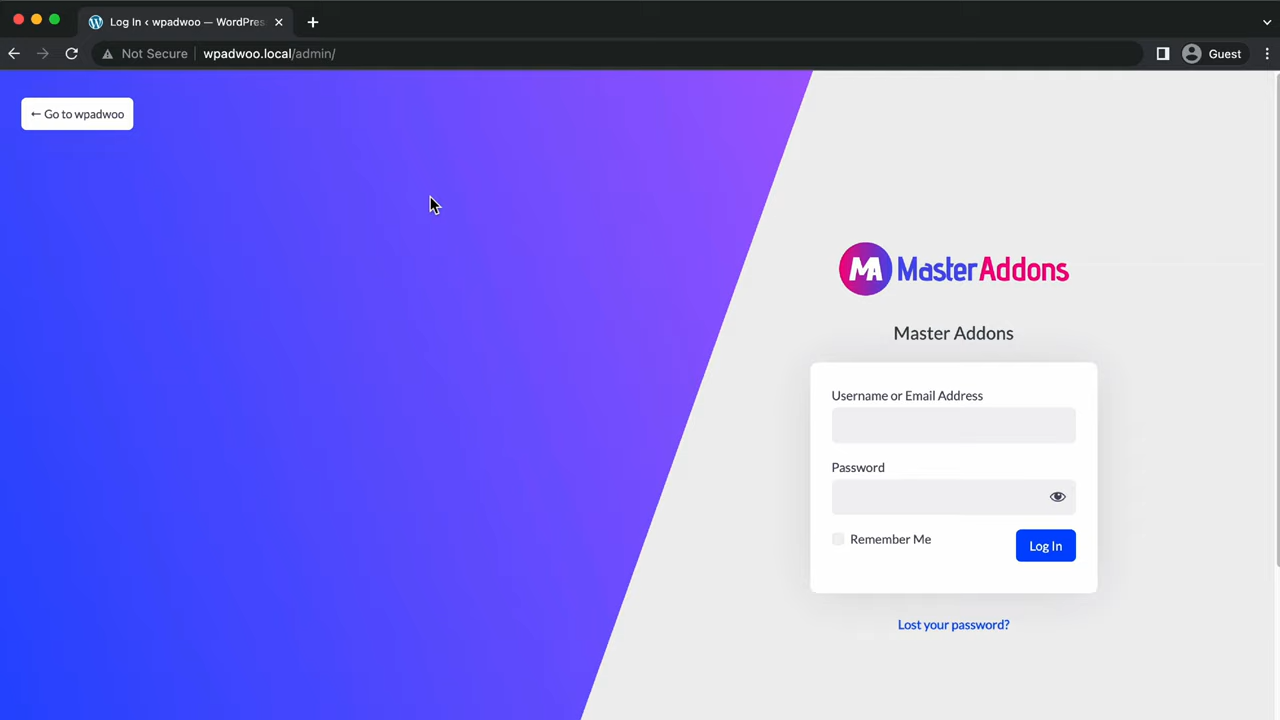 Log In ‹ wpadwoo — WordPres
Not Secure
wpadwoo.local/admin/
Guest
← Go to wpadwoo
MA MasterAddons
Master Addons
Username or Email Address
Password
Remember Me
Log In
Lost your password?